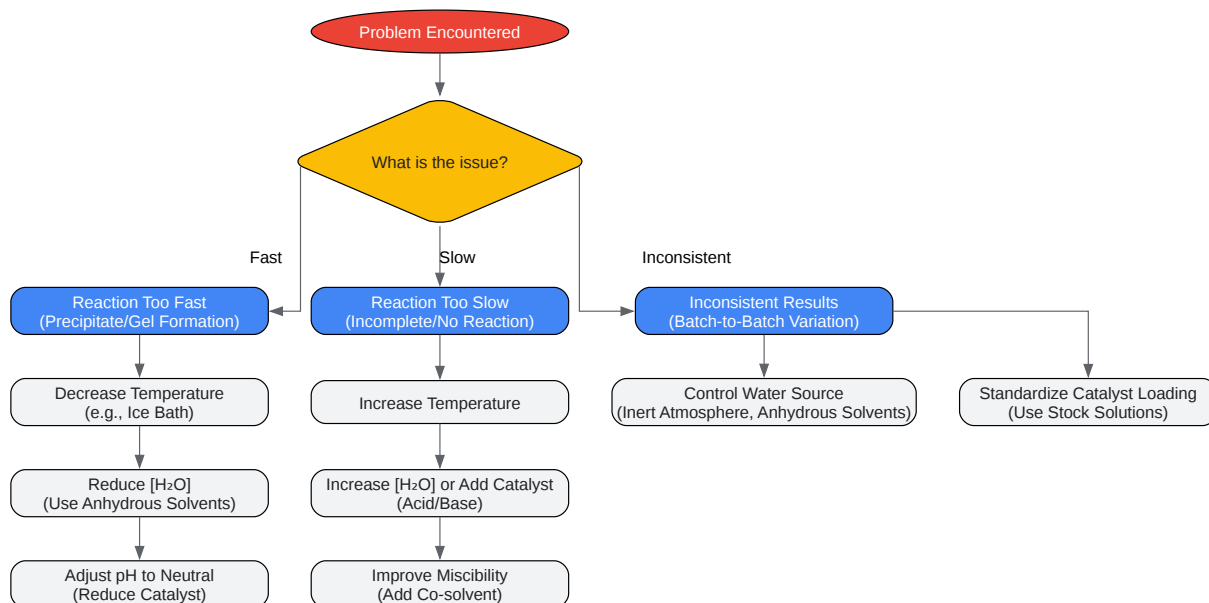 Problem Encountered
What is the issue?
Fast
Slow
Inconsistent
Reaction Too Fast
(Precipitate/Gel Formation)
Reaction Too Slow
(Incomplete/No Reaction)
Inconsistent Results
(Batch-to-Batch Variation)
Decrease Temperature
(e.g., Ice Bath)
Increase Temperature
Control Water Source
(Inert Atmosphere, Anhydrous Solvents)
Standardize Catalyst Loading
(Use Stock Solutions)
Reduce [H₂O]
(Use Anhydrous Solvents)
Increase [H₂O] or Add Catalyst
(Acid/Base)
Adjust pH to Neutral
(Reduce Catalyst)
Improve Miscibility
(Add Co-solvent)